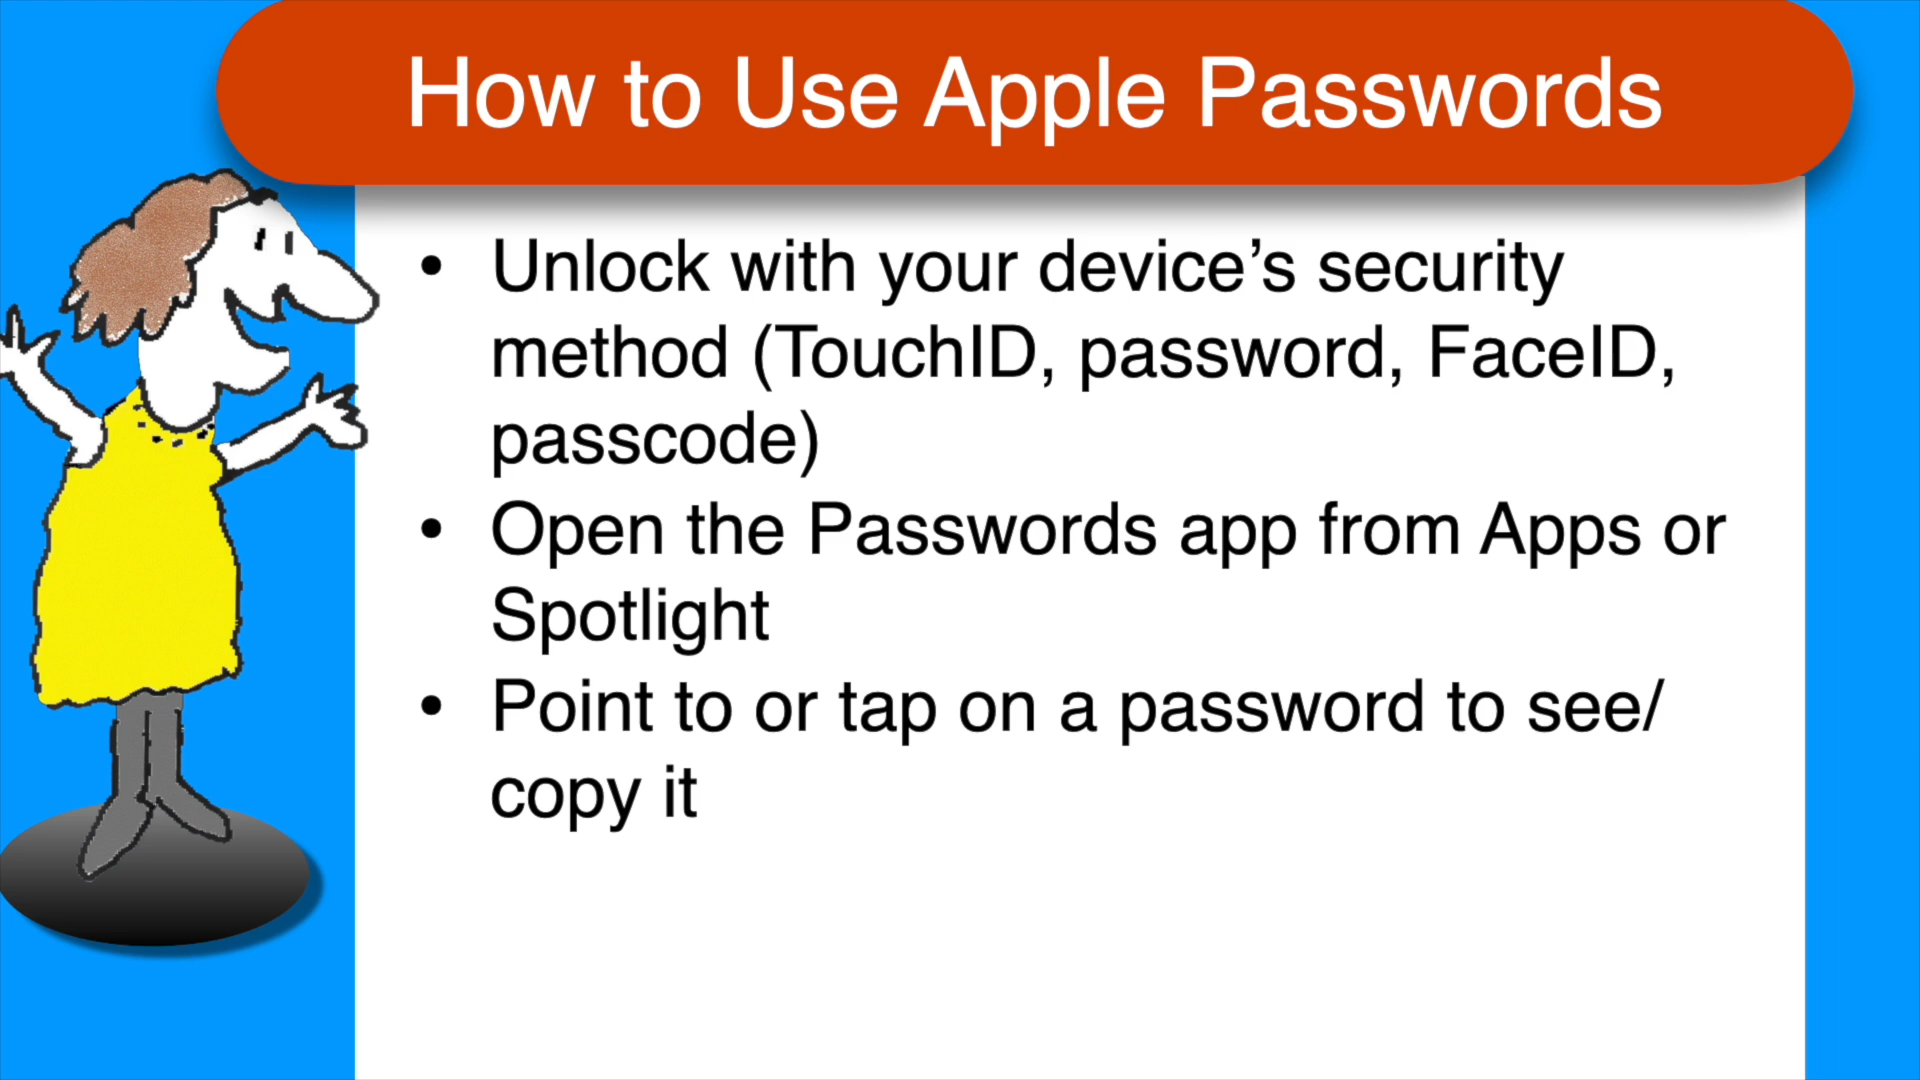 How to Use Apple Passwords
• Unlock with your device’s security
method (TouchID, password, FaceID,
passcode)
• Open the Passwords app from Apps or
Spotlight
• Point to or tap on a password to see/
copy it